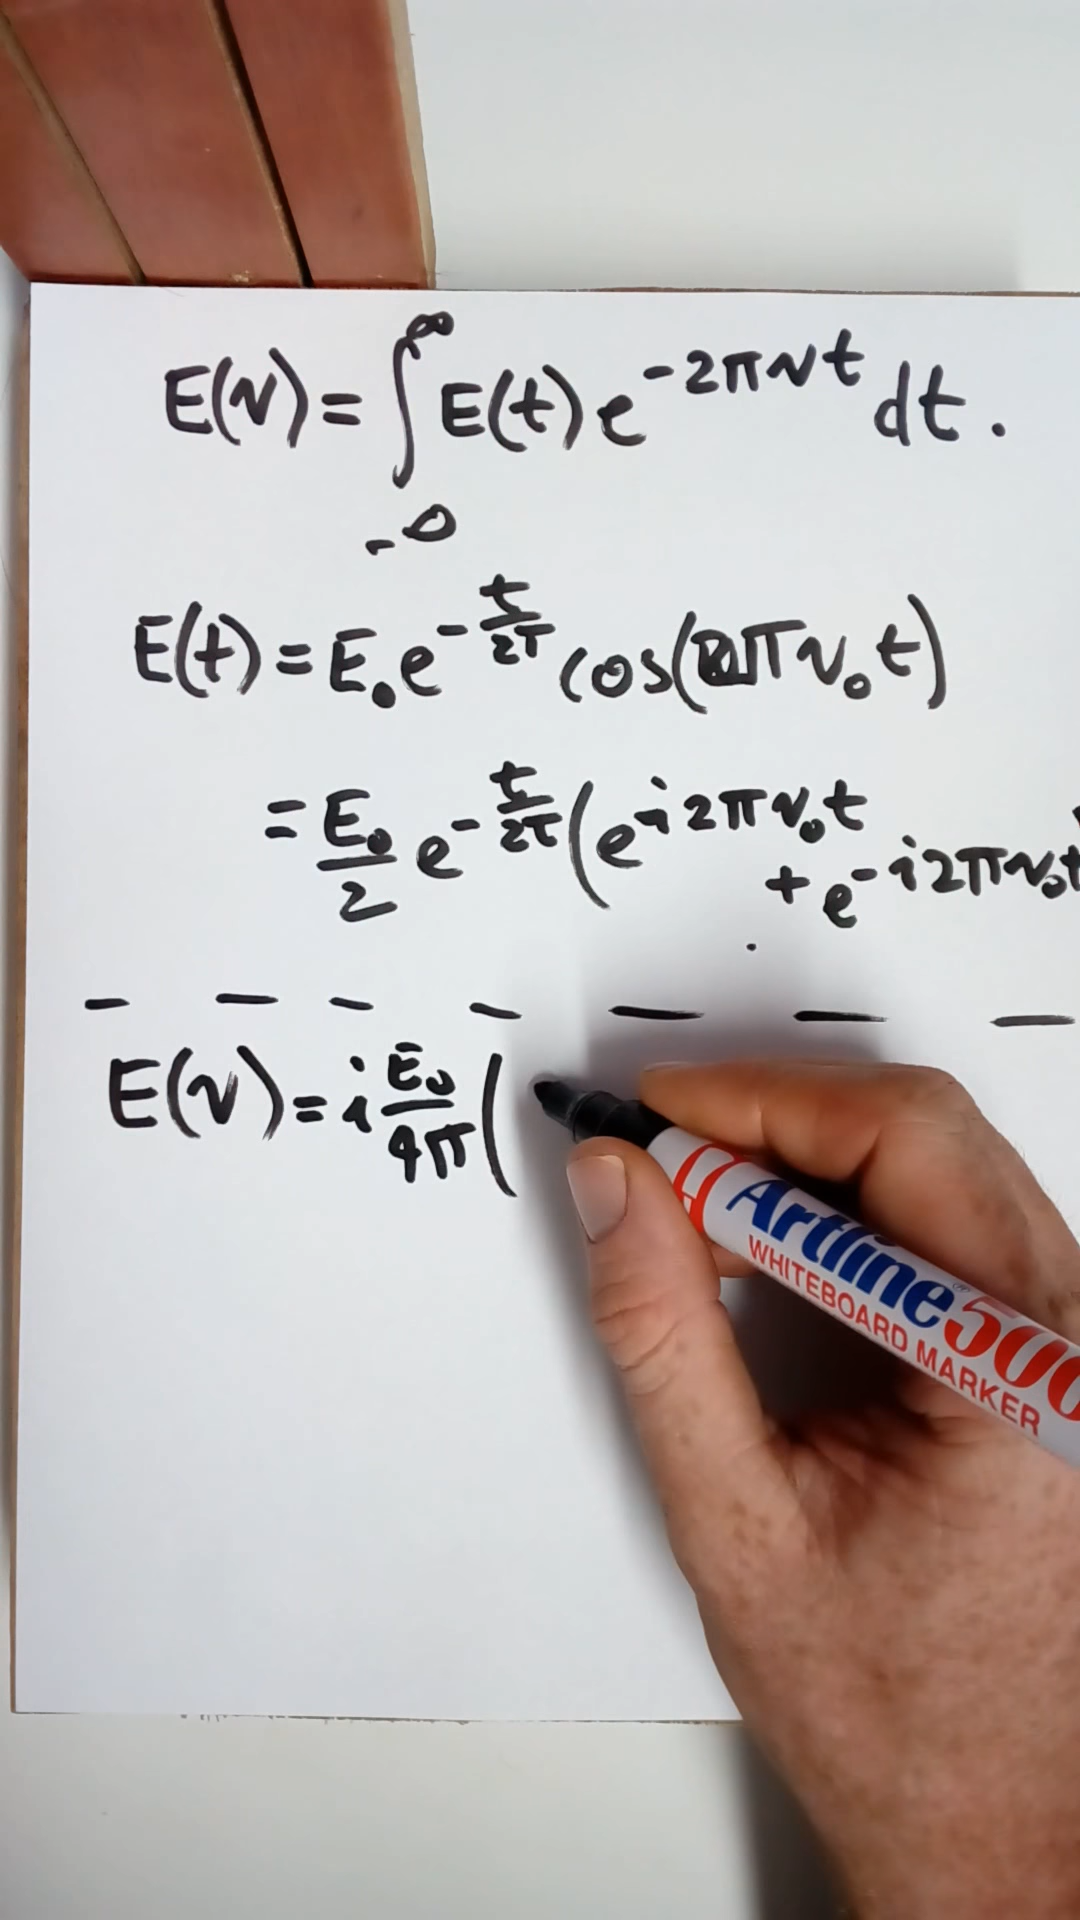 E(ν) = ∫_{-∞}^{∞} E(t) e^{-2πνt} dt.
E(t) = E₀ e^{-t/2τ} cos(2πν₀t)
= E₀/2 e^{-t/2τ} (e^{i2πν₀t}
+ e^{-i2πν₀t}
E(ν) = i E₀/4π (
Artline 500
WHITEBOARD MARKER